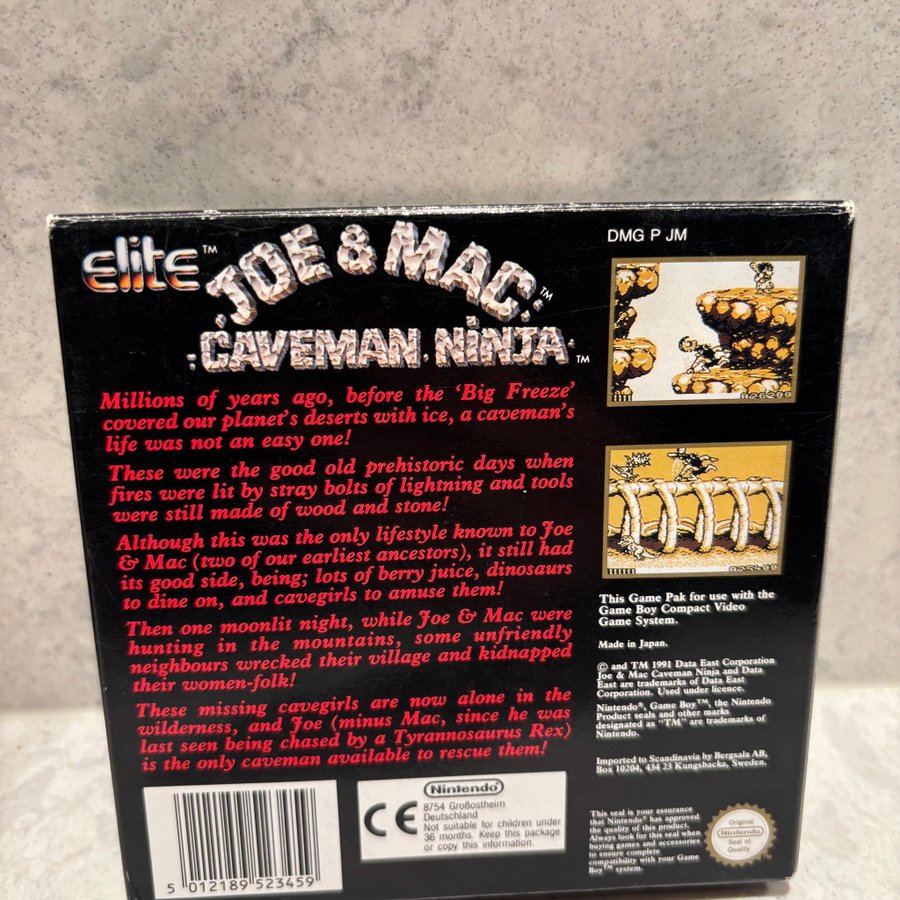 elite™
JOE & MAC™
CAVEMAN NINJA™
Millions of years ago, before the 'Big Freeze'
covered our planet's deserts with ice, a caveman's
life was not an easy one!
These were the good old prehistoric days when
fires were lit by stray bolts of lightning and tools
were still made of wood and stone!
Although this was the only lifestyle known to Joe
& Mac (two of our earliest ancestors), it still had
its good side, being; lots of berry juice, dinosaurs
to dine on, and cavegirls to amuse them!
Then one moonlit night, while Joe & Mac were
hunting in the mountains, some unfriendly
neighbours wrecked their village and kidnapped
their women-folk!
These missing cavegirls are now alone in the
wilderness, and Joe (minus Mac, since he was
last seen being chased by a Tyrannosaurus Rex)
is the only caveman available to rescue them!
5 012189 523459
Nintendo
CE
8754 Großostheim
Deutschland
Not suitable for children under
36 months. Keep this package
or copy this information.
DMG P JM
026200
025400
This Game Pak for use with the
Game Boy Compact Video
Game System.
Made in Japan.
© and TM 1991 Data East Corporation
Joe & Mac Caveman Ninja and Data
East are trademarks of Data East
Corporation. Used under licence.
Nintendo®, Game Boy™, the Nintendo
Product seals and other marks
designated as "TM" are trademarks of
Nintendo.
Imported to Scandinavia by Bergsala AB,
Box 10204, 434 23 Kungsbacka, Sweden.
This seal is your assurance
that Nintendo® has approved
the quality of this product.
Always look for this seal when
buying games and accessories
to ensure complete
compatibility with your Game
Boy™ system.
Original
Nintendo
Seal of
Quality
TM